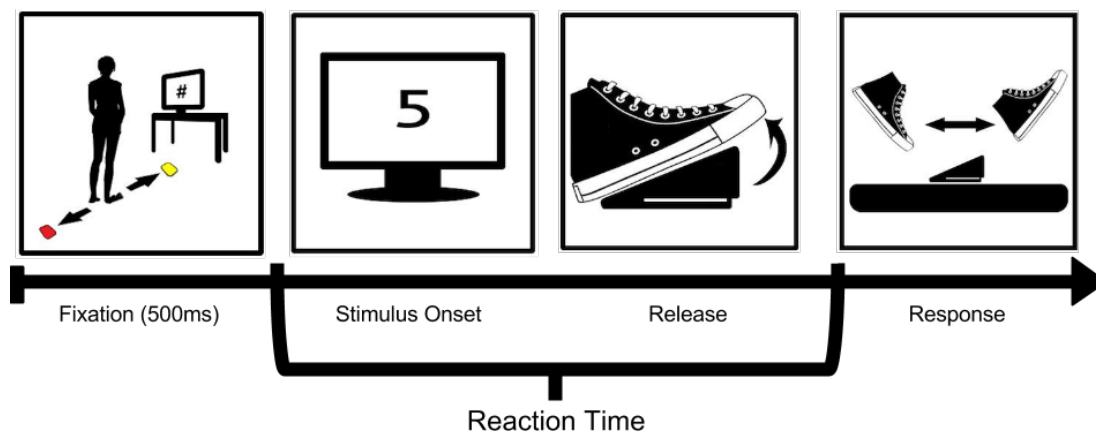 #
5
Fixation (500ms)
Stimulus Onset
Release
Response
Reaction Time